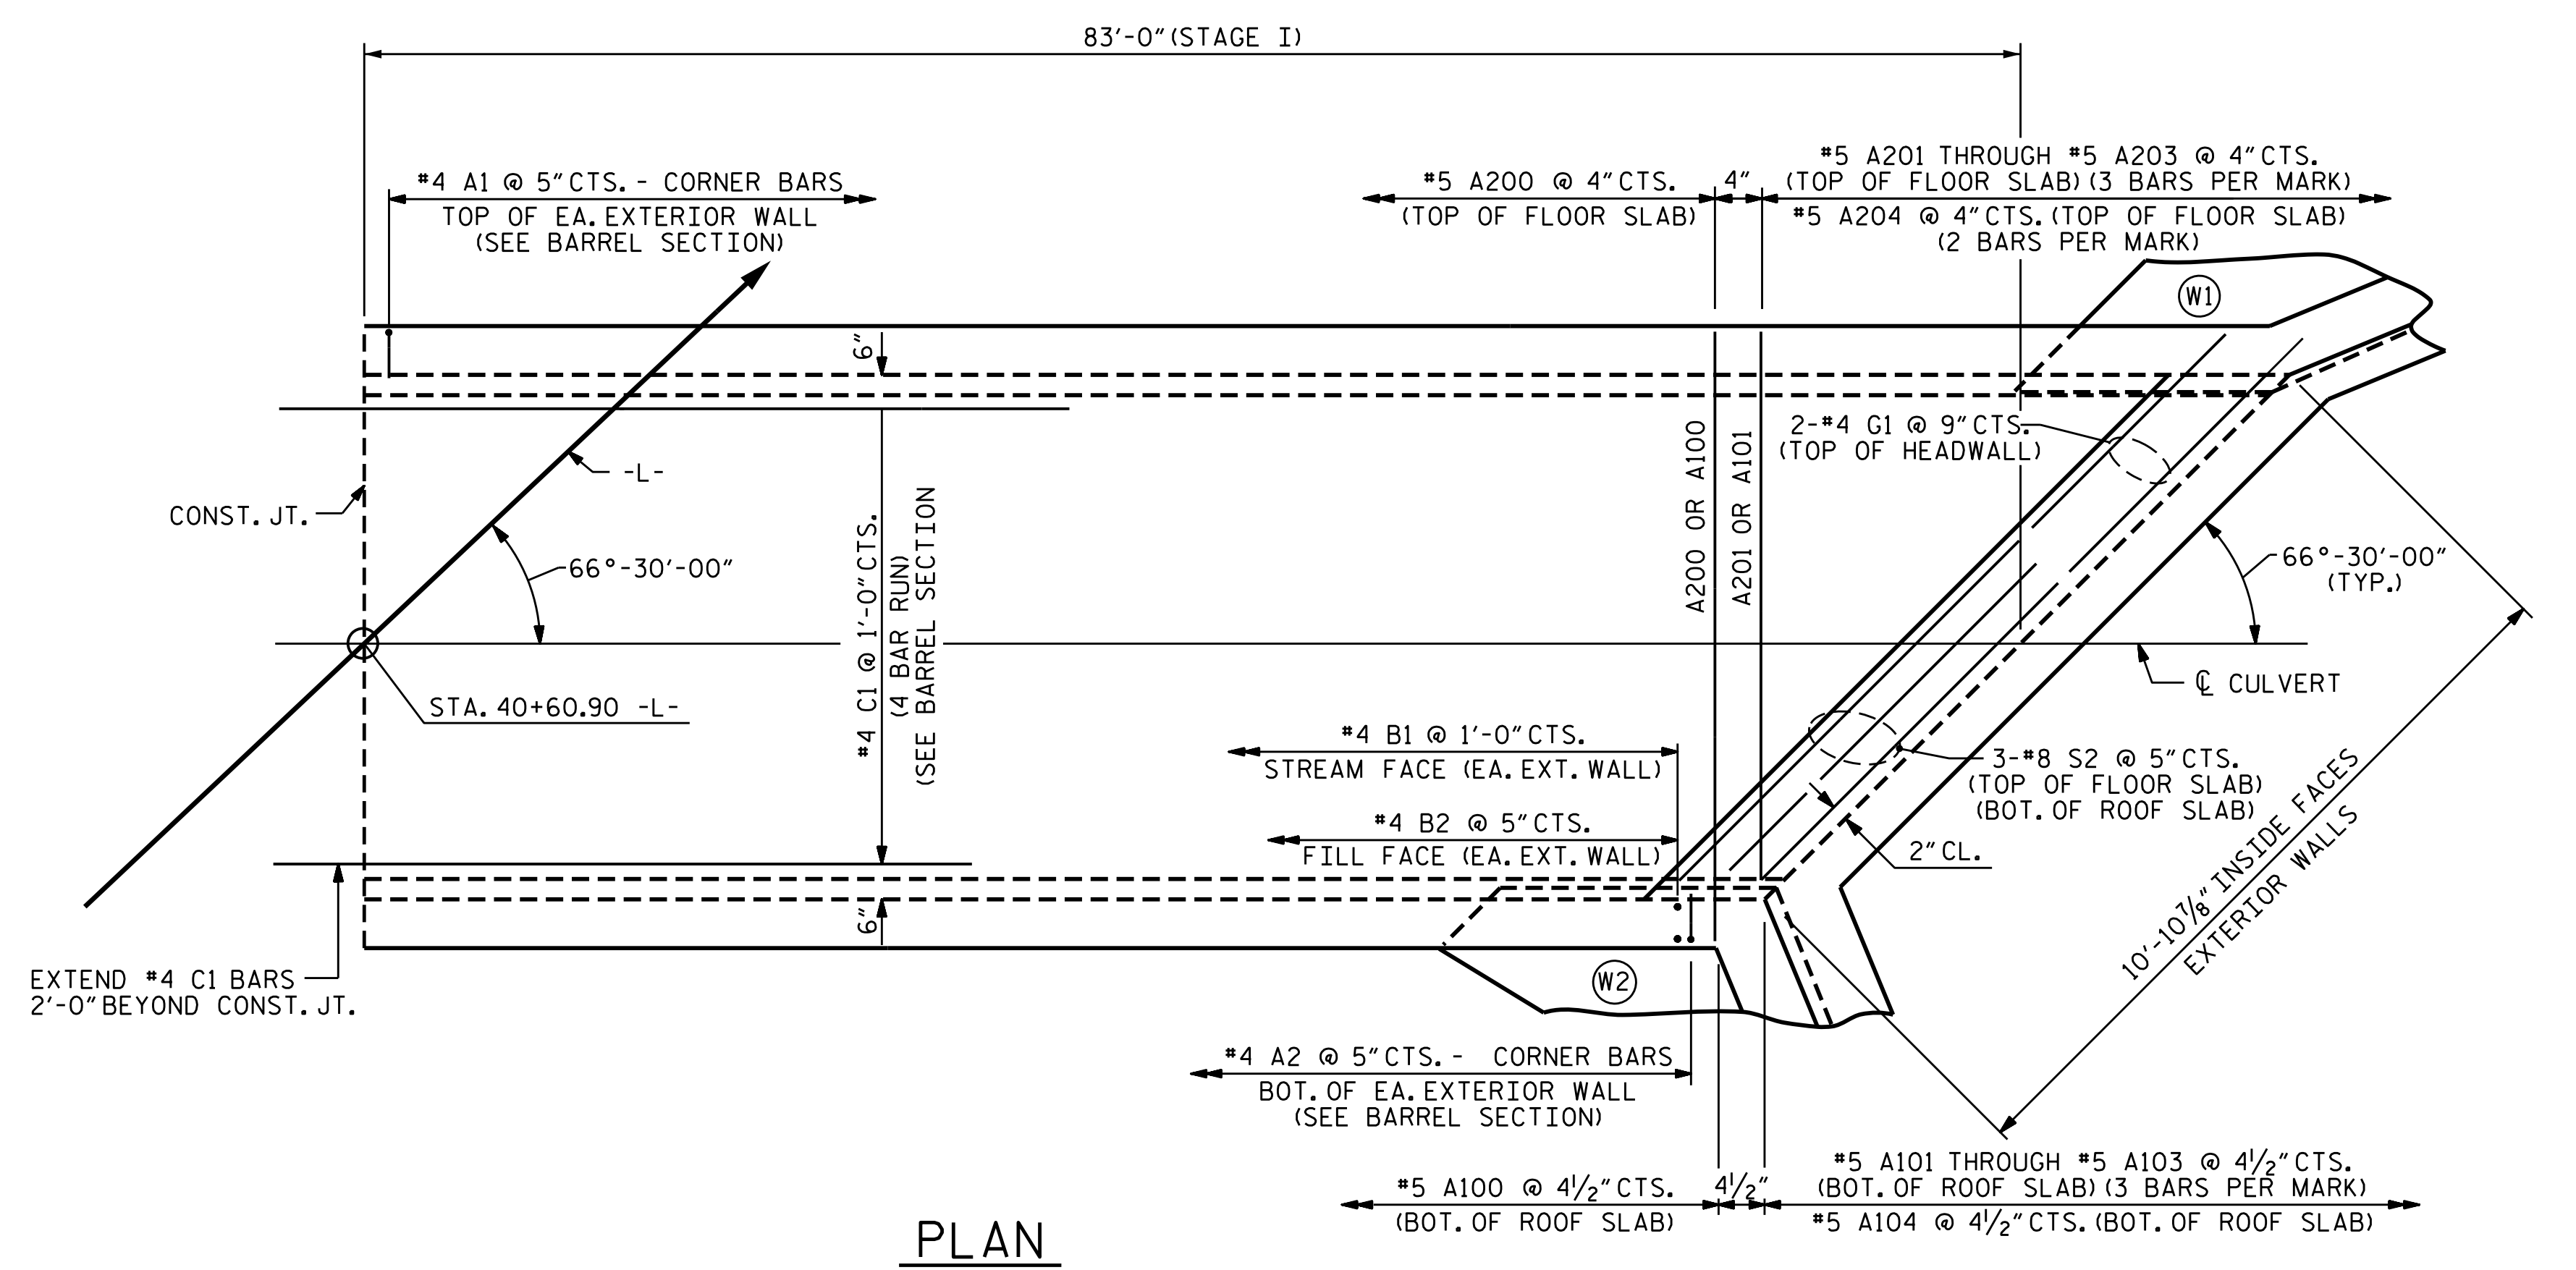 83'-0" (STAGE I)
#5 A201 THROUGH #5 A203 @ 4" CTS.
(TOP OF FLOOR SLAB) (3 BARS PER MARK)
#5 A204 @ 4" CTS. (TOP OF FLOOR SLAB)
(2 BARS PER MARK)
#4 A1 @ 5" CTS. - CORNER BARS
TOP OF EA. EXTERIOR WALL
(SEE BARREL SECTION)
#5 A200 @ 4" CTS.
(TOP OF FLOOR SLAB)
4"
W1
6"
2-#4 G1 @ 9" CTS.
(TOP OF HEADWALL)
-L-
CONST. JT.
66°-30'-00"
#4 C1 @ 1'-0" CTS.
(4 BAR RUN)
(SEE BARREL SECTION
A200 OR A100
A201 OR A101
66°-30'-00"
(TYP.)
℄ CULVERT
STA. 40+60.90 -L-
#4 B1 @ 1'-0" CTS.
STREAM FACE (EA. EXT. WALL)
3-#8 S2 @ 5" CTS.
(TOP OF FLOOR SLAB)
(BOT. OF ROOF SLAB)
#4 B2 @ 5" CTS.
FILL FACE (EA. EXT. WALL)
2" CL.
10'-10⅞" INSIDE FACES
EXTERIOR WALLS
6"
EXTEND #4 C1 BARS
2'-0" BEYOND CONST. JT.
W2
#4 A2 @ 5" CTS. - CORNER BARS
BOT. OF EA. EXTERIOR WALL
(SEE BARREL SECTION)
#5 A100 @ 4½" CTS.
(BOT. OF ROOF SLAB)
4½"
#5 A101 THROUGH #5 A103 @ 4½" CTS.
(BOT. OF ROOF SLAB) (3 BARS PER MARK)
#5 A104 @ 4½" CTS. (BOT. OF ROOF SLAB)
PLAN